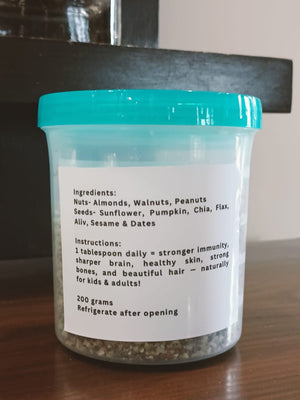 Ingredients:
Nuts- Almonds, Walnuts, Peanuts
Seeds- Sunflower, Pumpkin, Chia, Flax,
Aliv, Sesame & Dates
Instructions:
1 tablespoon daily = stronger immunity,
sharper brain, healthy skin, strong
bones, and beautiful hair — naturally
for kids & adults!
200 grams
Refrigerate after opening